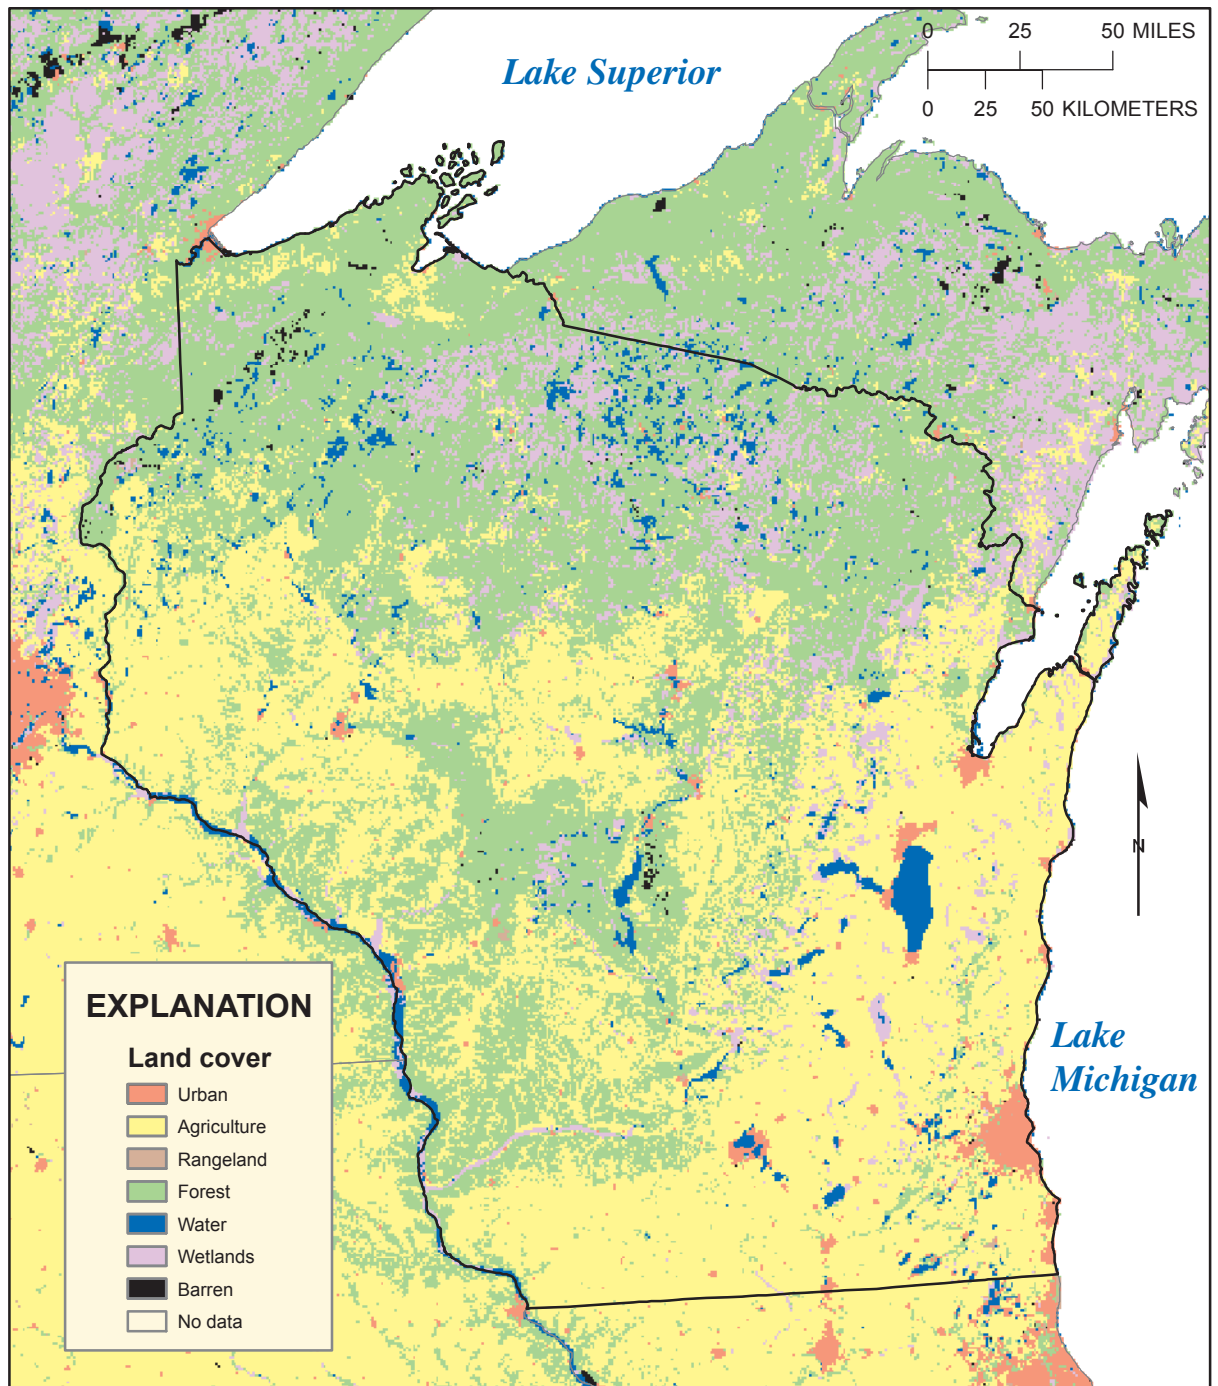 Lake Superior
0 25 50 MILES
0 25 50 KILOMETERS
N
Lake
Michigan
EXPLANATION
Land cover
Urban
Agriculture
Rangeland
Forest
Water
Wetlands
Barren
No data